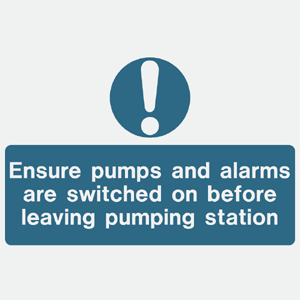 Ensure pumps and alarms
are switched on before
leaving pumping station